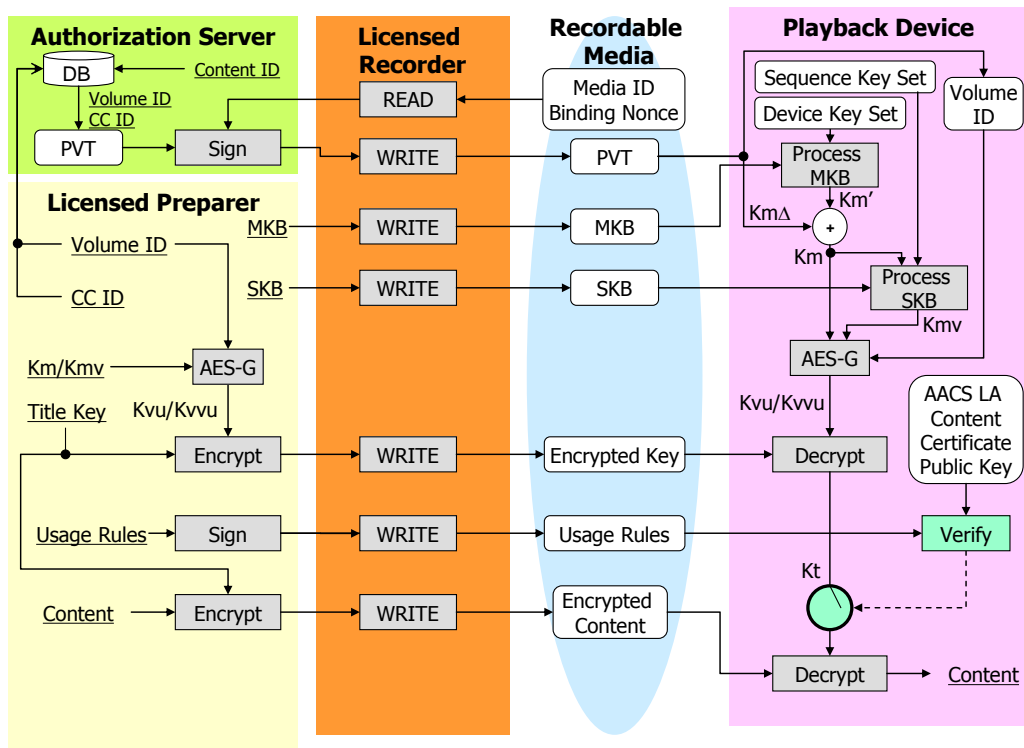 Authorization Server
DB
Content ID
Volume ID
CC ID
PVT
Sign
Licensed Preparer
Volume ID
CC ID
MKB
SKB
Km/Kmv
AES-G
Title Key
Kvu/Kvvu
Encrypt
Usage Rules
Sign
Content
Encrypt
Licensed
Recorder
READ
WRITE
WRITE
WRITE
WRITE
WRITE
WRITE
Recordable
Media
Media ID
Binding Nonce
PVT
MKB
SKB
Encrypted Key
Usage Rules
Encrypted
Content
Playback Device
Sequence Key Set
Device Key Set
Volume
ID
Process
MKB
Km’
KmΔ
+
Km
Process
SKB
Kmv
AES-G
Kvu/Kvvu
AACS LA
Content
Certificate
Public Key
Decrypt
Verify
Kt
Decrypt
Content